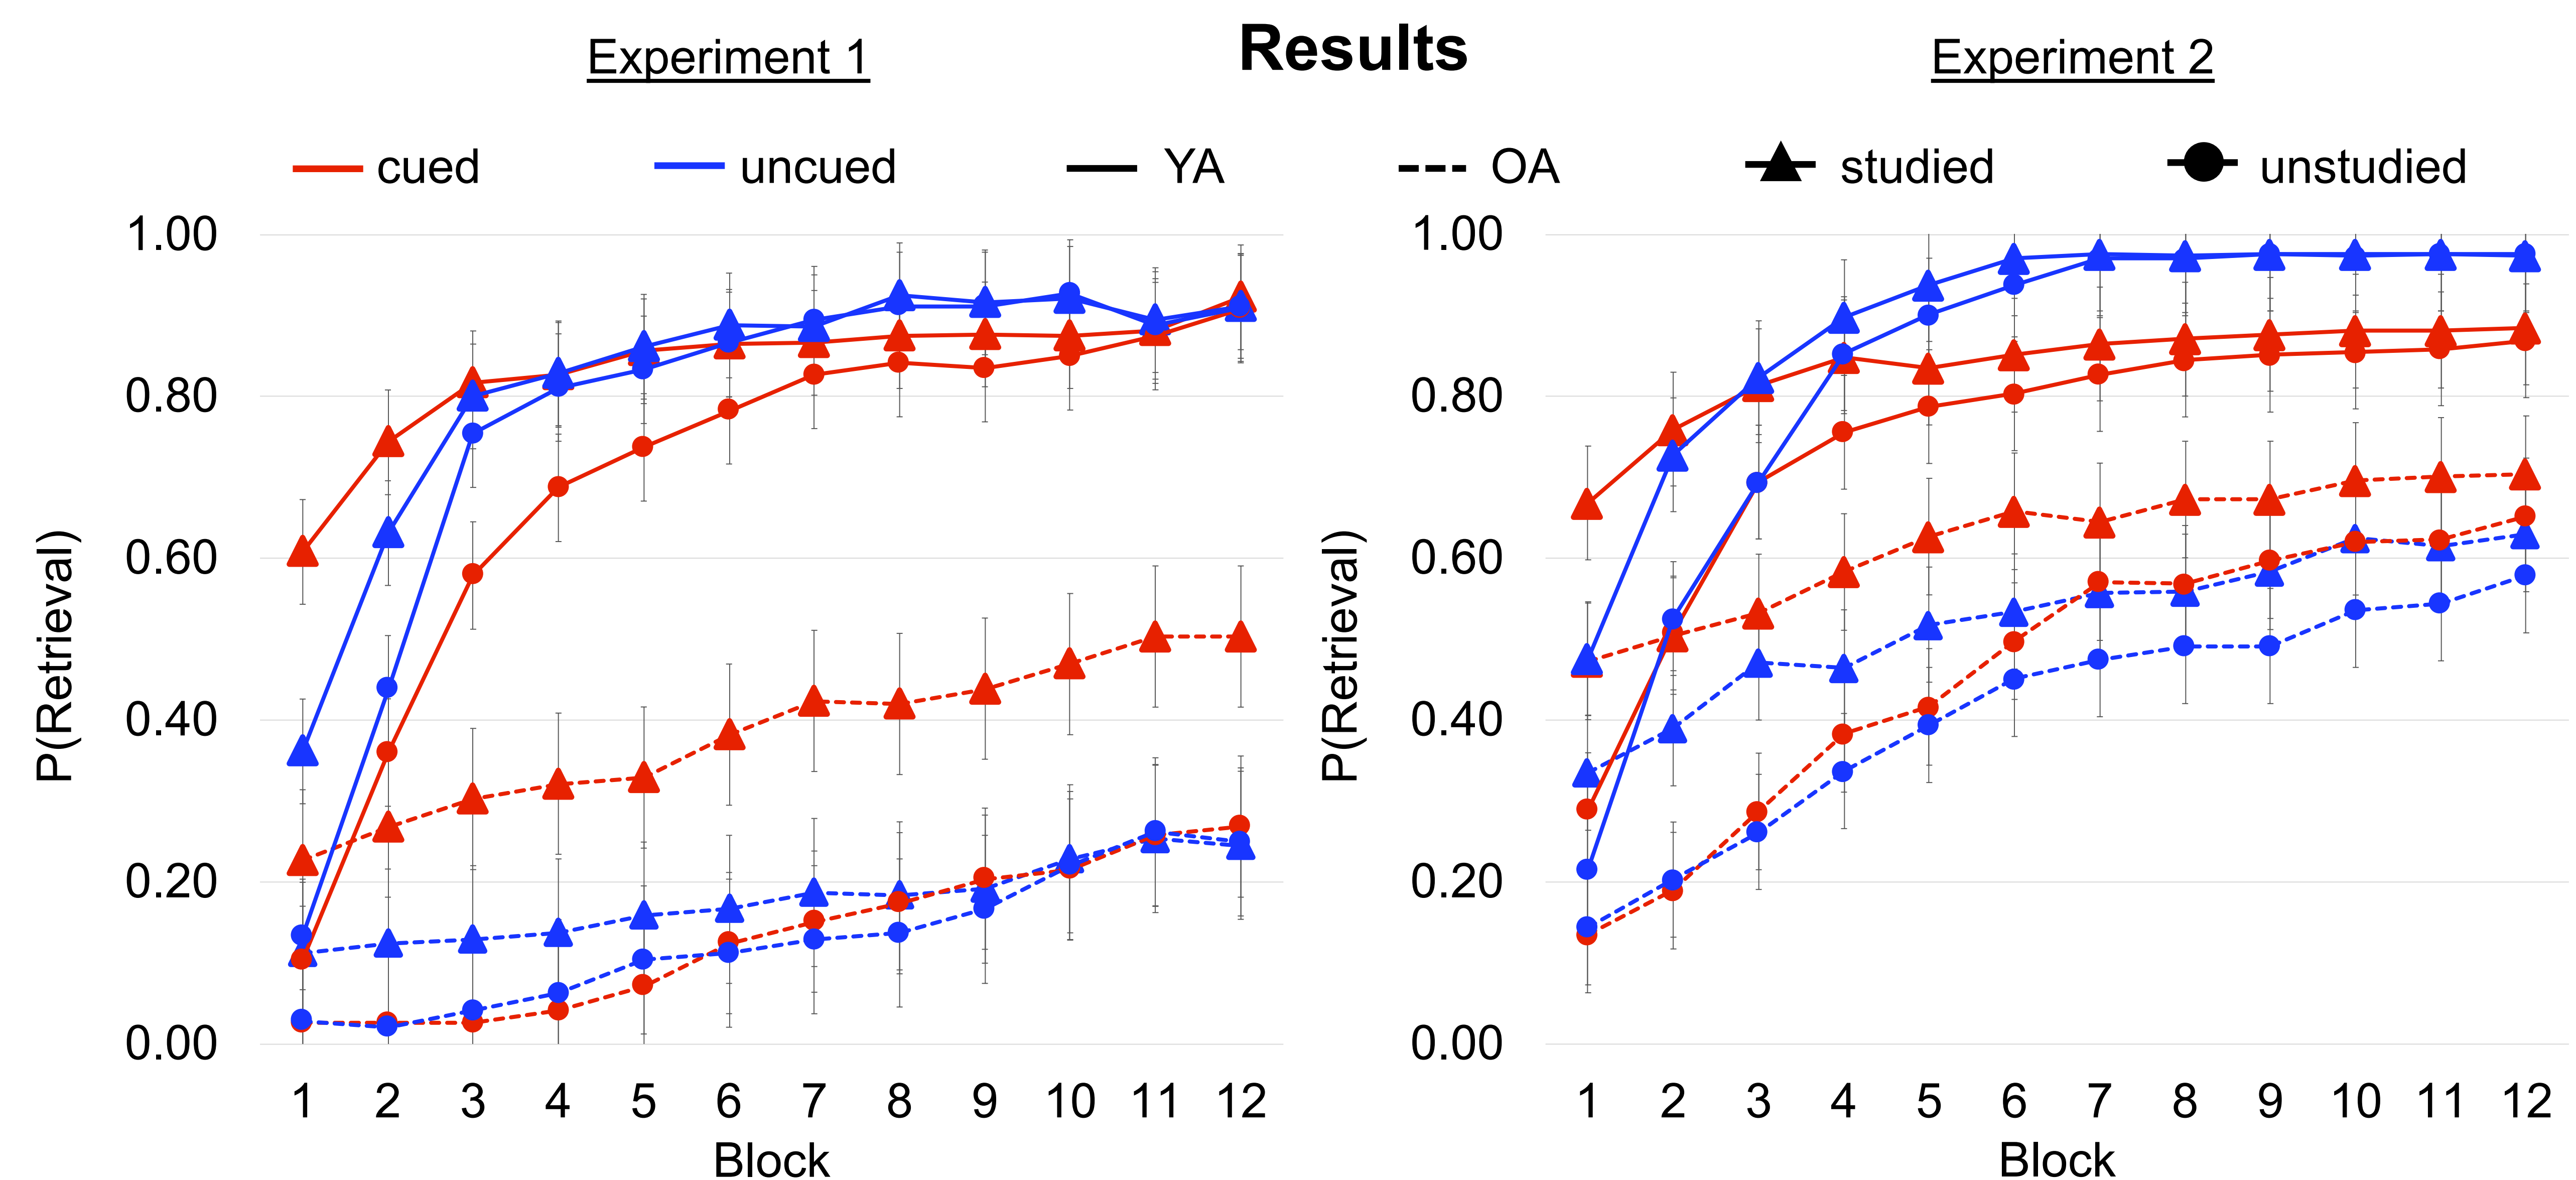 Results
Experiment 1
Experiment 2
cued uncued YA OA studied unstudied
P(Retrieval)
1.00
0.80
0.60
0.40
0.20
0.00
1 2 3 4 5 6 7 8 9 10 11 12
Block
P(Retrieval)
1.00
0.80
0.60
0.40
0.20
0.00
1 2 3 4 5 6 7 8 9 10 11 12
Block